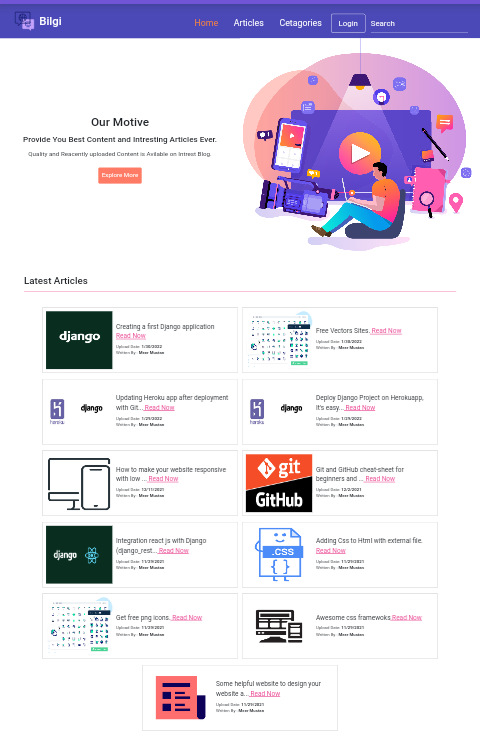 Bilgi
Home Articles Cetagories Login Search
Our Motive
Provide You Best Content and Intresting Articles Ever.
Quality and Reacently uploaded Content is Avilable on Intrest Blog.
Explore More
Latest Articles
django
Creating a first Django application
Read Now
Upload Date: 1/30/2022
Written By: Meer Mustan
Free Vectors Sites. Read Now
Upload Date: 1/30/2022
Written By: Meer Mustan
heroku
django
Updating Heroku app after deployment
with Git... Read Now
Upload Date: 1/29/2022
Written By: Meer Mustan
heroku
django
Deploy Django Project on Herokuapp,
it's easy... Read Now
Upload Date: 1/29/2022
Written By: Meer Mustan
How to make your website responsive
with low ... Read Now
Upload Date: 12/11/2021
Written By: Meer Mustan
git
GitHub
Git and GitHub cheat-sheet for
beginners and ... Read Now
Upload Date: 12/2/2021
Written By: Meer Mustan
django
Integration react js with Django
(django_rest... Read Now
Upload Date: 11/29/2021
Written By: Meer Mustan
.CSS
{ }
Adding Css to Html with external file.
Read Now
Upload Date: 11/29/2021
Written By: Meer Mustan
Get free png icons. Read Now
Upload Date: 11/29/2021
Written By: Meer Mustan
Awesome css framewoks Read Now
Upload Date: 11/29/2021
Written By: Meer Mustan
Some helpful website to design your
website a... Read Now
Upload Date: 11/29/2021
Written By: Meer Mustan